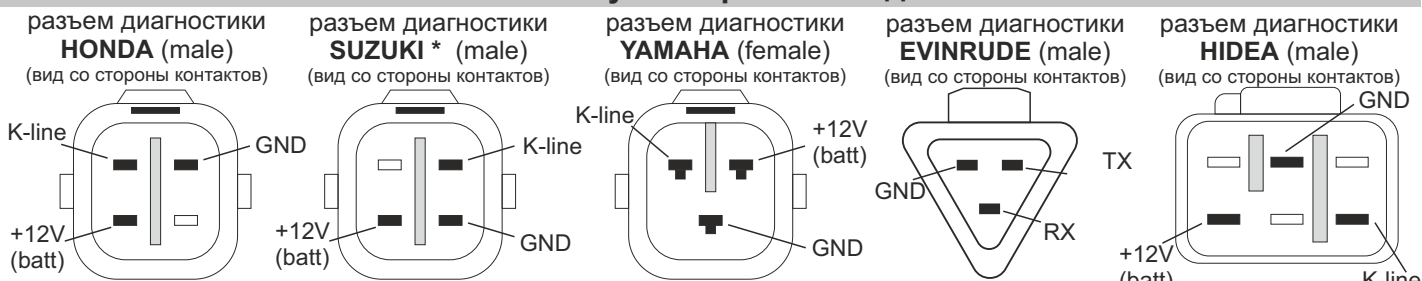 разъем диагностики
HONDA (male)
(вид со стороны контактов)
K-line
GND
+12V
(batt)
разъем диагностики
SUZUKI * (male)
(вид со стороны контактов)
K-line
+12V
(batt)
GND
разъем диагностики
YAMAHA (female)
(вид со стороны контактов)
K-line
+12V
(batt)
GND
разъем диагностики
EVINRUDE (male)
(вид со стороны контактов)
TX
GND
RX
разъем диагностики
HIDEA (male)
(вид со стороны контактов)
GND
+12V
(batt)
K-line